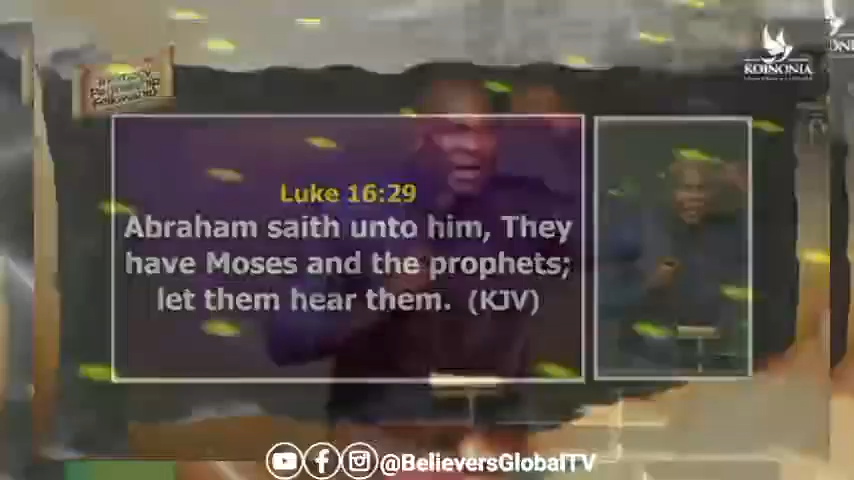 KOINONIA
Luke 16:29
Abraham saith unto him, They
have Moses and the prophets;
let them hear them. (KJV)
@BelieversGlobalTV